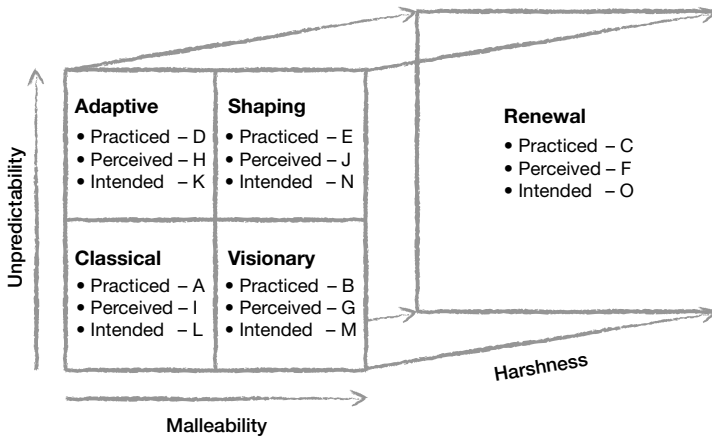 Unpredictability
Adaptive
• Practiced – D
• Perceived – H
• Intended – K
Shaping
• Practiced – E
• Perceived – J
• Intended – N
Classical
• Practiced – A
• Perceived – I
• Intended – L
Visionary
• Practiced – B
• Perceived – G
• Intended – M
Renewal
• Practiced – C
• Perceived – F
• Intended – O
Harshness
Malleability